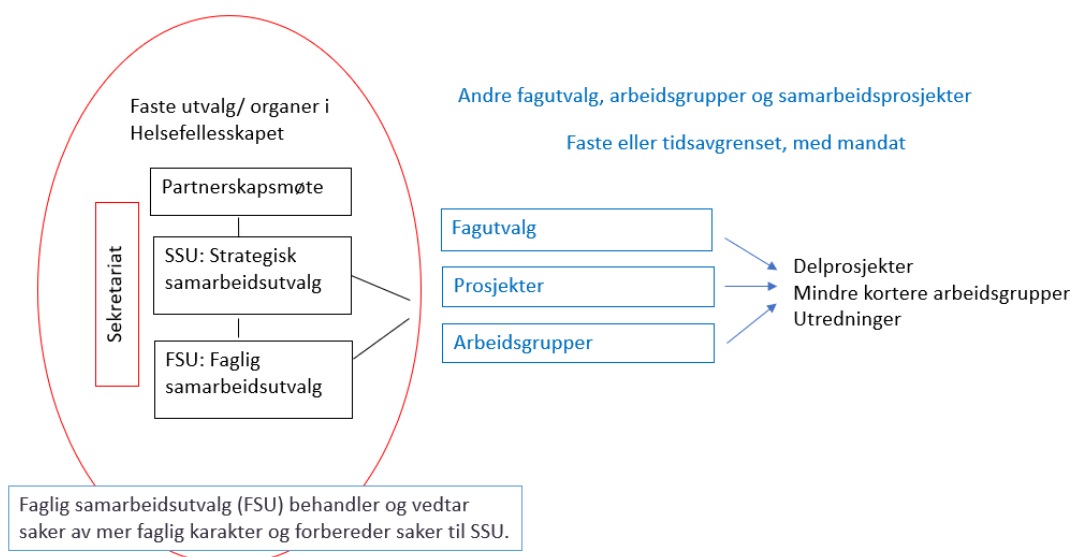 Faste utvalg/ organer i
Helsefellesskapet
Partnerskapsmøte
Sekretariat
SSU: Strategisk
samarbeidsutvalg
FSU: Faglig
samarbeidsutvalg
Faglig samarbeidsutvalg (FSU) behandler og vedtar
saker av mer faglig karakter og forbereder saker til SSU.
Andre fagutvalg, arbeidsgrupper og samarbeidsprosjekter
Faste eller tidsavgrenset, med mandat
Fagutvalg
Prosjekter
Arbeidsgrupper
Delprosjekter
Mindre kortere arbeidsgrupper
Utredninger